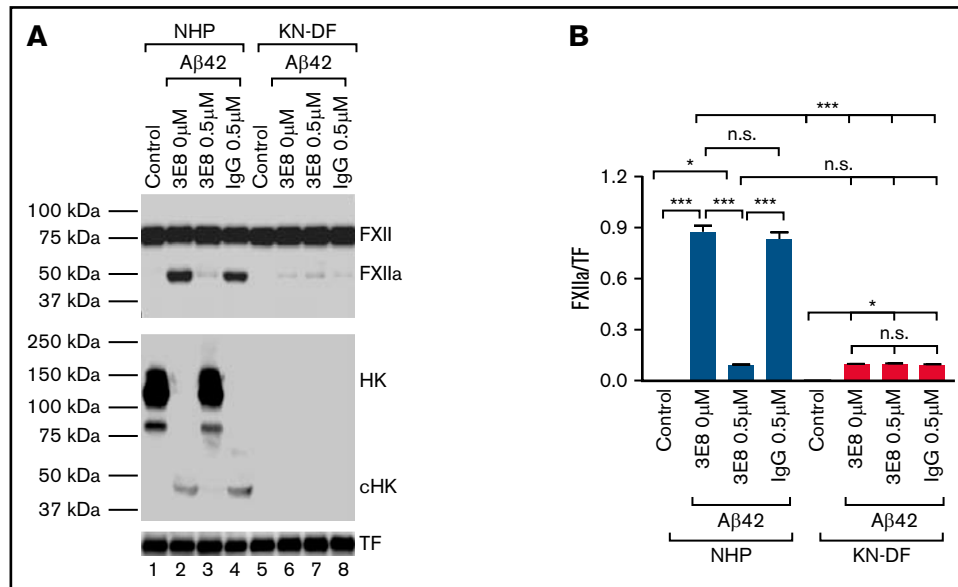 A
NHP KN-DF
Aβ42 Aβ42
Control 3E8 0μM 3E8 0.5μM IgG 0.5μM Control 3E8 0μM 3E8 0.5μM IgG 0.5μM
100 kDa
75 kDa FXII
50 kDa FXIIa
37 kDa
250 kDa
150 kDa HK
100 kDa
75 kDa
50 kDa cHK
37 kDa
TF
1 2 3 4 5 6 7 8
B
***
n.s.
* n.s.
*** *** ***
* 
n.s.
FXIIa/TF
1.2
0.9
0.6
0.3
0.0
Control 3E8 0μM 3E8 0.5μM IgG 0.5μM Control 3E8 0μM 3E8 0.5μM IgG 0.5μM
Aβ42 Aβ42
NHP KN-DF